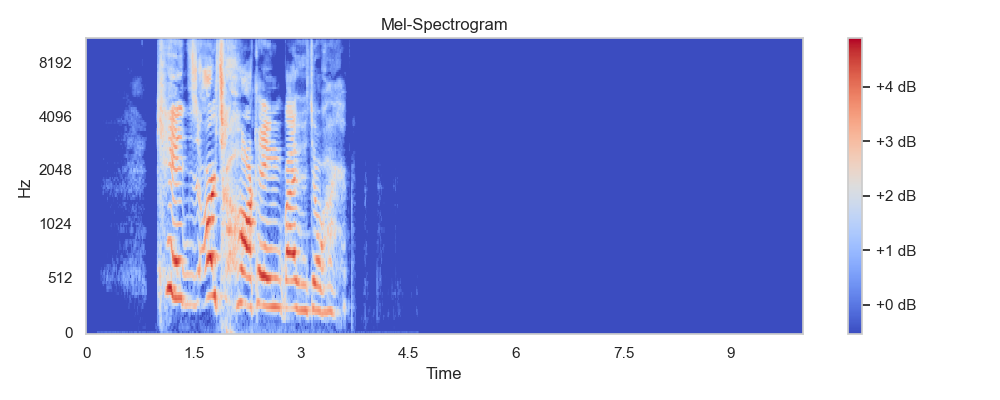 Mel-Spectrogram
8192
4096
2048
1024
512
0
Hz
0 1.5 3 4.5 6 7.5 9
Time
+4 dB
+3 dB
+2 dB
+1 dB
+0 dB